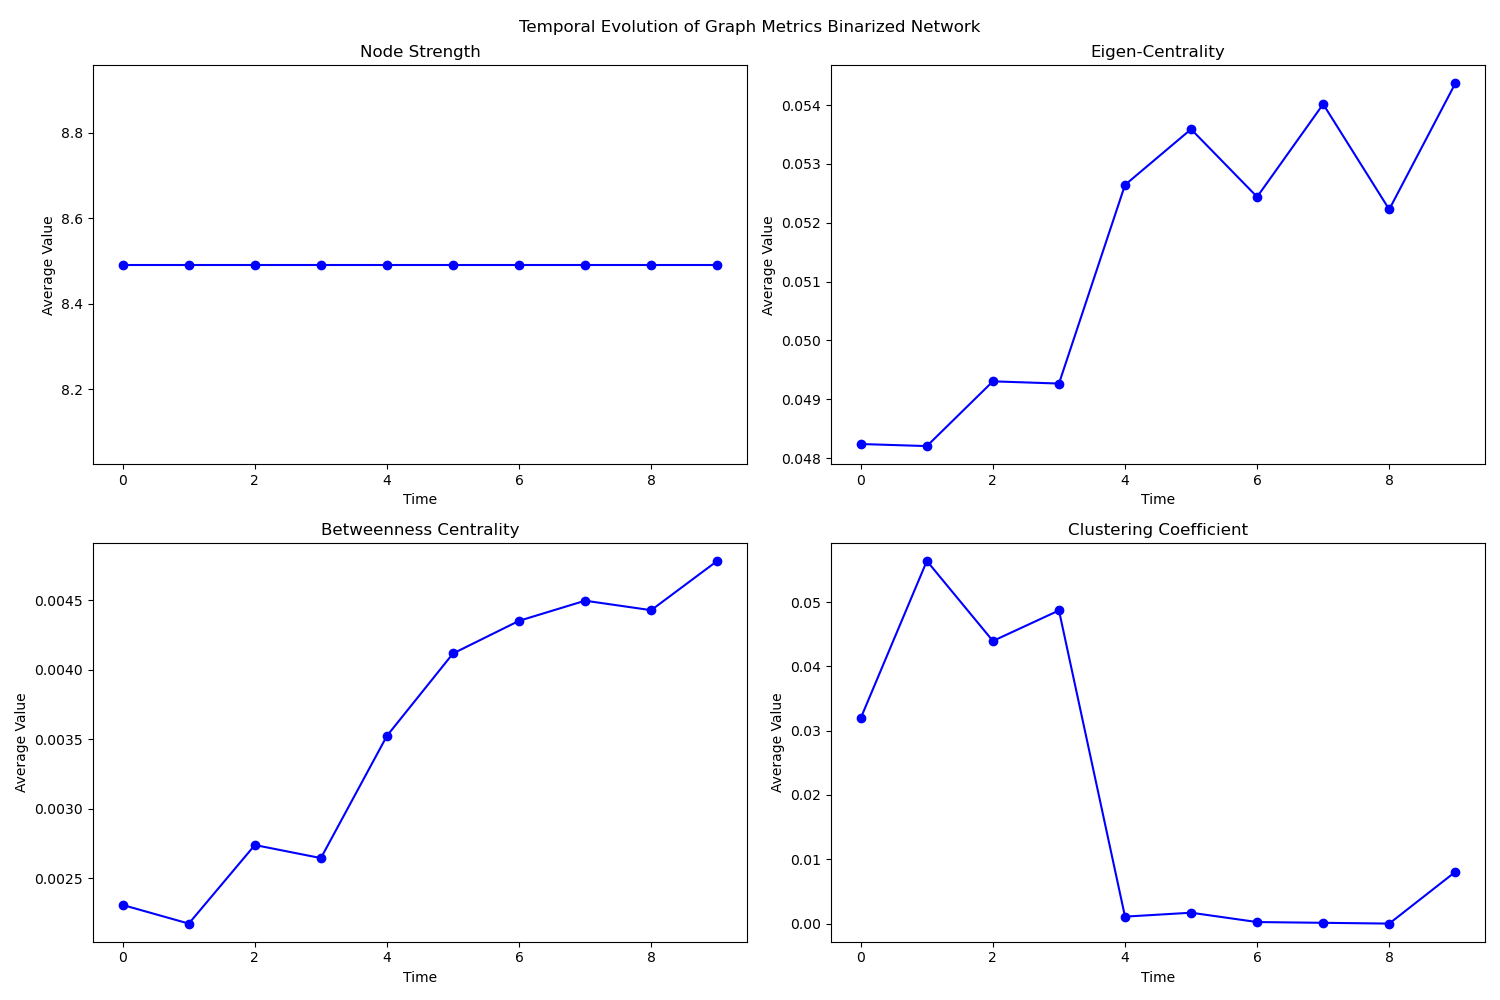 Temporal Evolution of Graph Metrics Binarized Network
Node Strength
Average Value
8.8
8.6
8.4
8.2
0 2 4 6 8
Time
Eigen-Centrality
Average Value
0.054
0.053
0.052
0.051
0.050
0.049
0.048
0 2 4 6 8
Time
Betweenness Centrality
Average Value
0.0045
0.0040
0.0035
0.0030
0.0025
0 2 4 6 8
Time
Clustering Coefficient
Average Value
0.05
0.04
0.03
0.02
0.01
0.00
0 2 4 6 8
Time